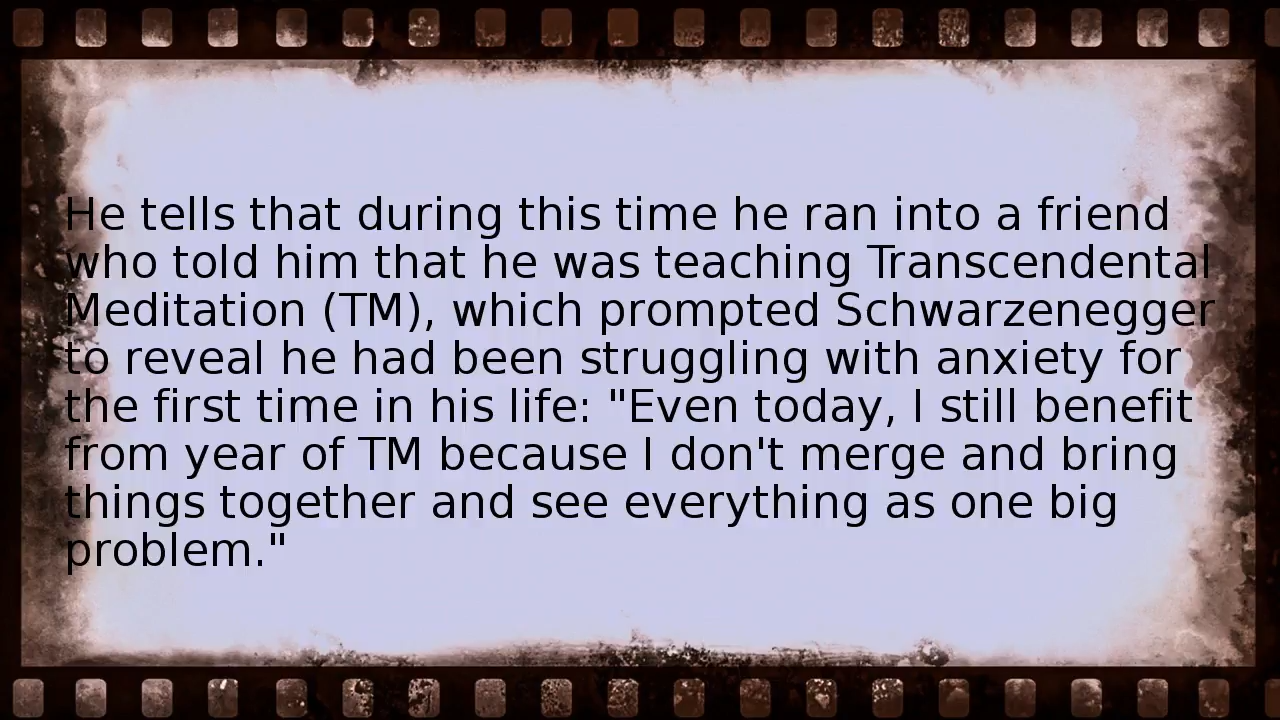 He tells that during this time he ran into a friend
who told him that he was teaching Transcendental
Meditation (TM), which prompted Schwarzenegger
to reveal he had been struggling with anxiety for
the first time in his life: "Even today, I still benefit
from year of TM because I don't merge and bring
things together and see everything as one big
problem."